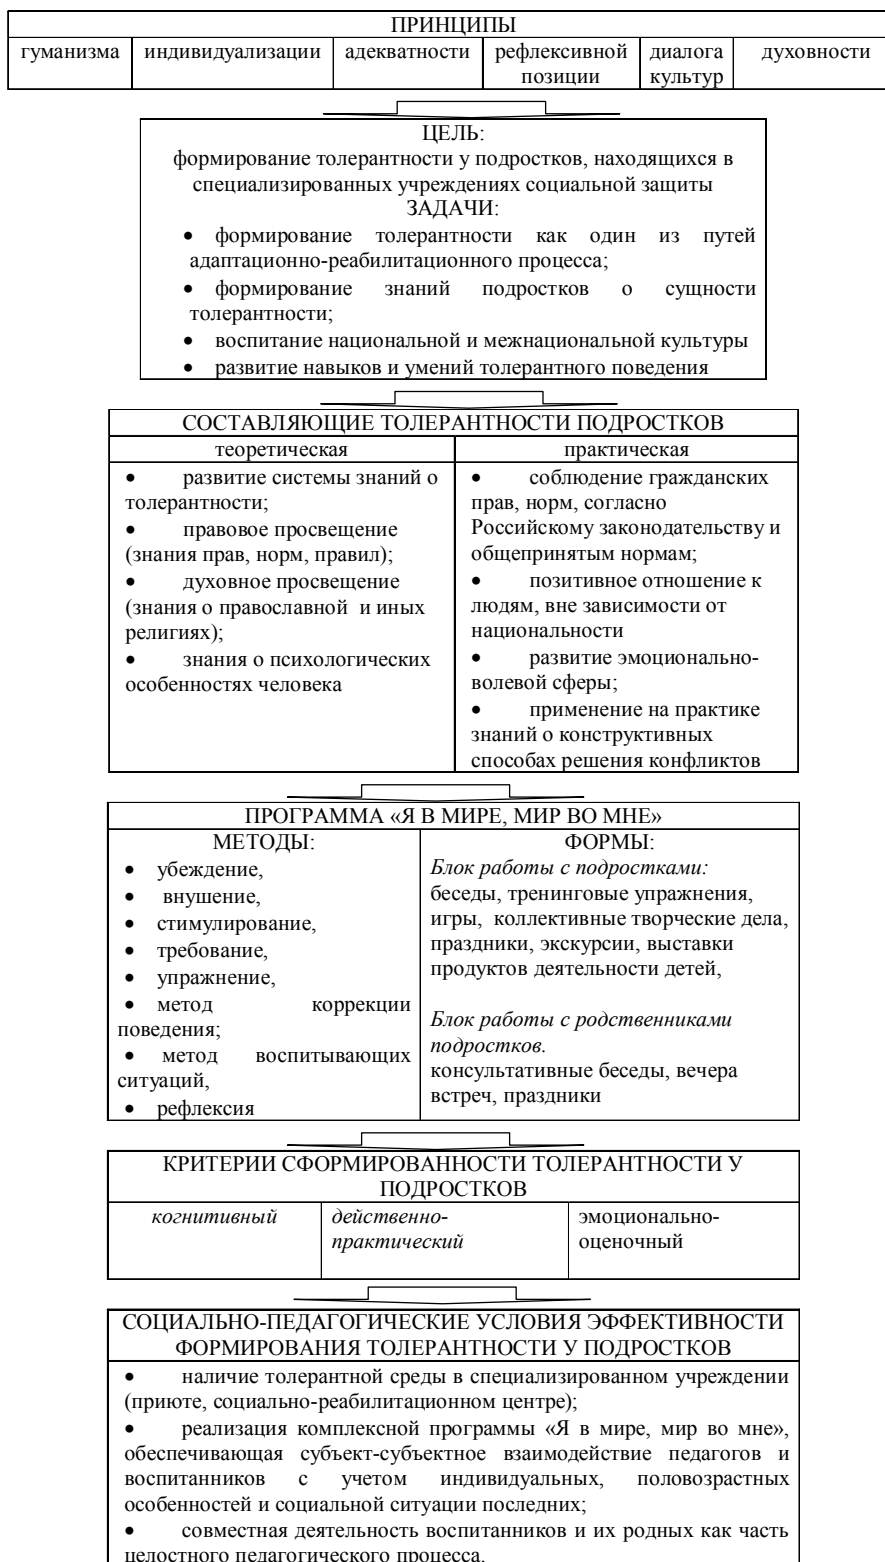 ПРИНЦИПЫ
гуманизма индивидуализации адекватности рефлексивной позиции диалога культур духовности
ЦЕЛЬ:
формирование толерантности у подростков, находящихся в
специализированных учреждениях социальной защиты
ЗАДАЧИ:
• формирование толерантности как один из путей
адаптационно-реабилитационного процесса;
• формирование знаний подростков о сущности
толерантности;
• воспитание национальной и межнациональной культуры
• развитие навыков и умений толерантного поведения
СОСТАВЛЯЮЩИЕ ТОЛЕРАНТНОСТИ ПОДРОСТКОВ
теоретическая
• развитие системы знаний о
толерантности;
• правовое просвещение
(знания прав, норм, правил);
• духовное просвещение
(знания о православной и иных
религиях);
• знания о психологических
особенностях человека
практическая
• соблюдение гражданских
прав, норм, согласно
Российскому законодательству и
общепринятым нормам;
• позитивное отношение к
людям, вне зависимости от
национальности
• развитие эмоционально-
волевой сферы;
• применение на практике
знаний о конструктивных
способах решения конфликтов
ПРОГРАММА «Я В МИРЕ, МИР ВО МНЕ»
МЕТОДЫ:
• убеждение,
• внушение,
• стимулирование,
• требование,
• упражнение,
• метод коррекции
поведения;
• метод воспитывающих
ситуаций,
• рефлексия
ФОРМЫ:
Блок работы с подростками:
беседы, тренинговые упражнения,
игры, коллективные творческие дела,
праздники, экскурсии, выставки
продуктов деятельности детей,
Блок работы с родственниками
подростков.
консультативные беседы, вечера
встреч, праздники
КРИТЕРИИ СФОРМИРОВАННОСТИ ТОЛЕРАНТНОСТИ У
ПОДРОСТКОВ
когнитивный
действенно-
практический
эмоционально-
оценочный
СОЦИАЛЬНО-ПЕДАГОГИЧЕСКИЕ УСЛОВИЯ ЭФФЕКТИВНОСТИ
ФОРМИРОВАНИЯ ТОЛЕРАНТНОСТИ У ПОДРОСТКОВ
• наличие толерантной среды в специализированном учреждении
(приюте, социально-реабилитационном центре);
• реализация комплексной программы «Я в мире, мир во мне»,
обеспечивающая субъект-субъектное взаимодействие педагогов и
воспитанников с учетом индивидуальных, половозрастных
особенностей и социальной ситуации последних;
• совместная деятельность воспитанников и их родных как часть
целостного педагогического процесса.